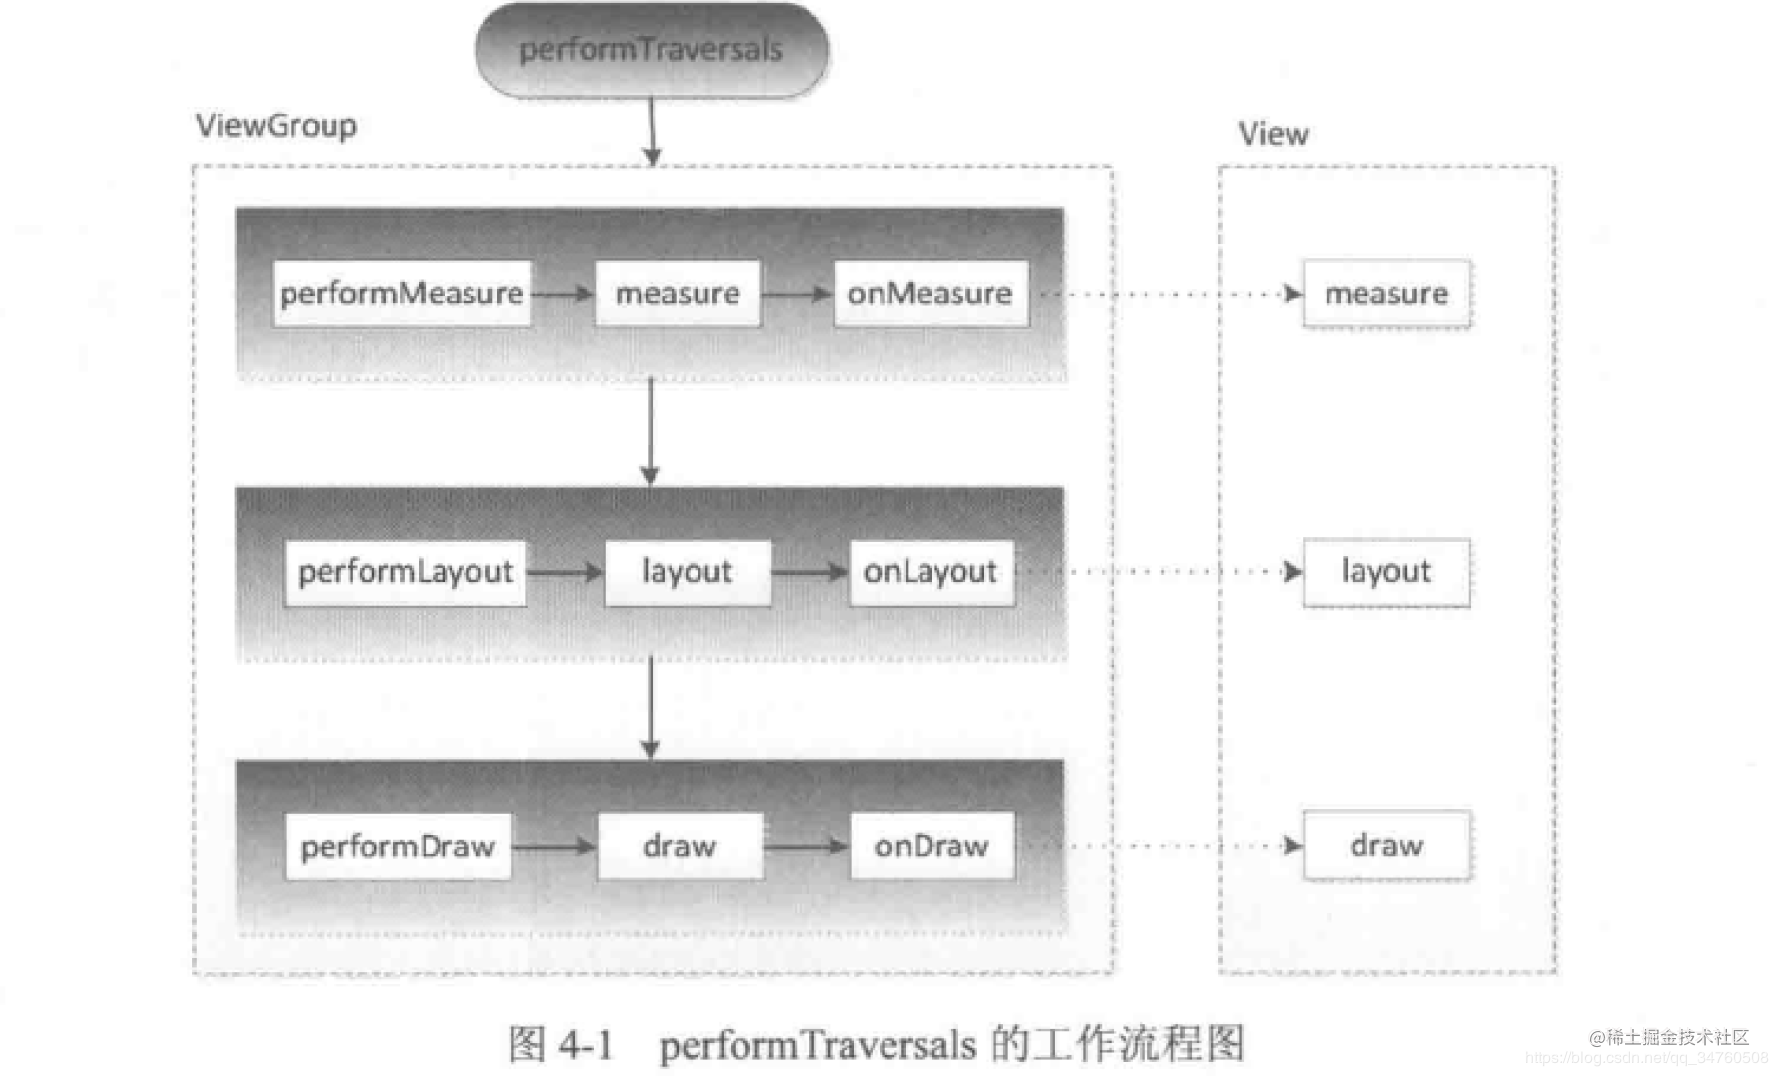 performTraversals
ViewGroup
View
performMeasure
measure
onMeasure
measure
performLayout
layout
onLayout
layout
performDraw
draw
onDraw
draw
图 4-1 performTraversals 的工作流程图
@稀土掘金技术社区
https://blog.csdn.net/qq_34760508